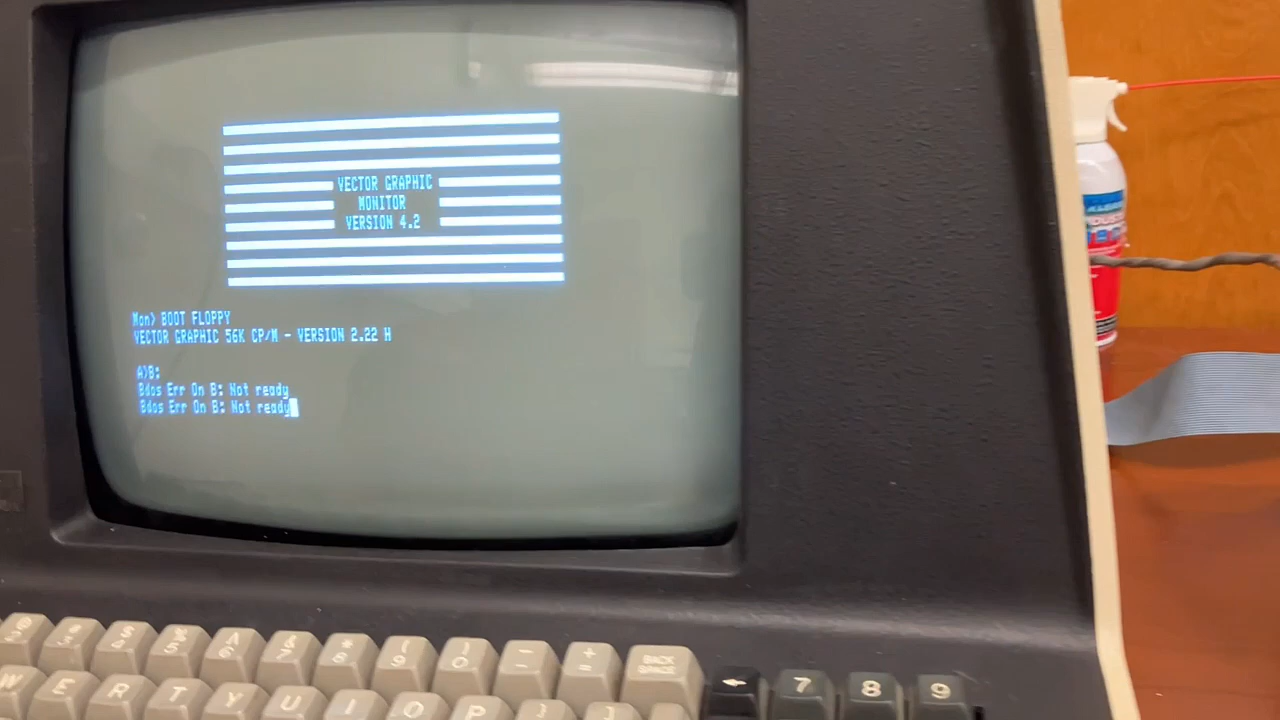 VECTOR GRAPHIC
MONITOR
VERSION 4.2
Mon> BOOT FLOPPY
VECTOR GRAPHIC 56K CP/M - VERSION 2.22 H
A>B:
Bdos Err On B: Not ready
Bdos Err On B: Not ready
BACK SPACE
W E R T Y U I O P
7 8 9